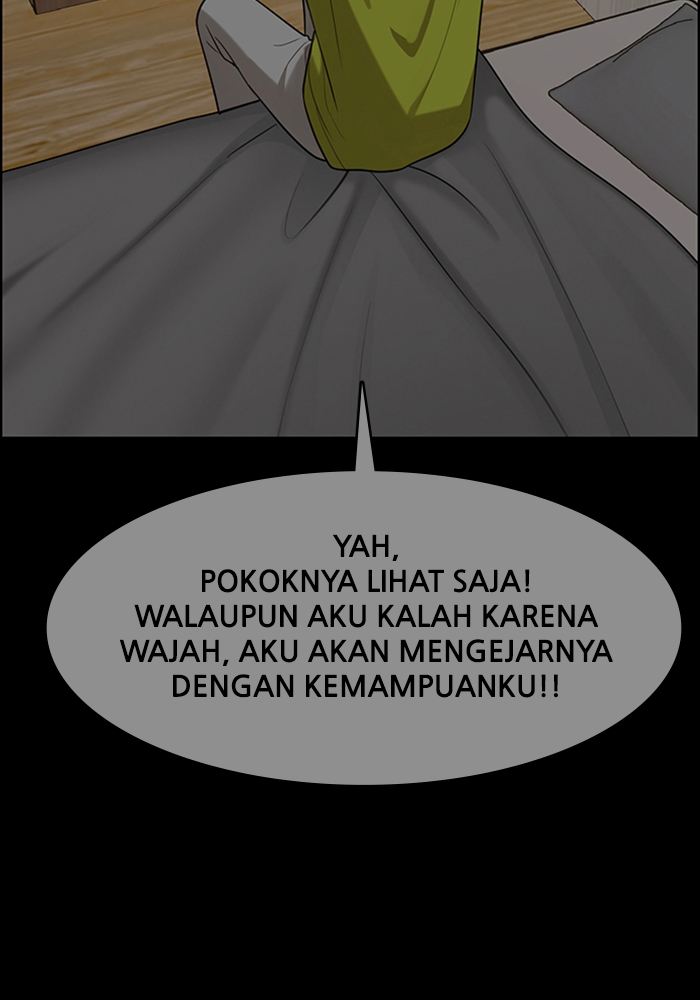 YAH,
POKOKNYA LIHAT SAJA!
WALAUPUN AKU KALAH KARENA
WAJAH, AKU AKAN MENGEJARNYA
DENGAN KEMAMPUANKU!!